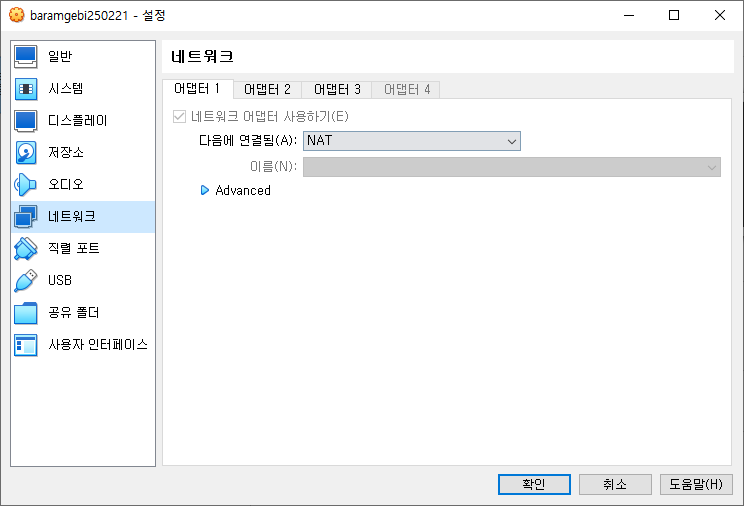 baramgebi250221 - 설정
일반
시스템
디스플레이
저장소
오디오
네트워크
직렬 포트
USB
공유 폴더
사용자 인터페이스
네트워크
어댑터 1 어댑터 2 어댑터 3 어댑터 4
네트워크 어댑터 사용하기(E)
다음에 연결됨(A): NAT
이름(N):
Advanced
확인 취소 도움말(H)